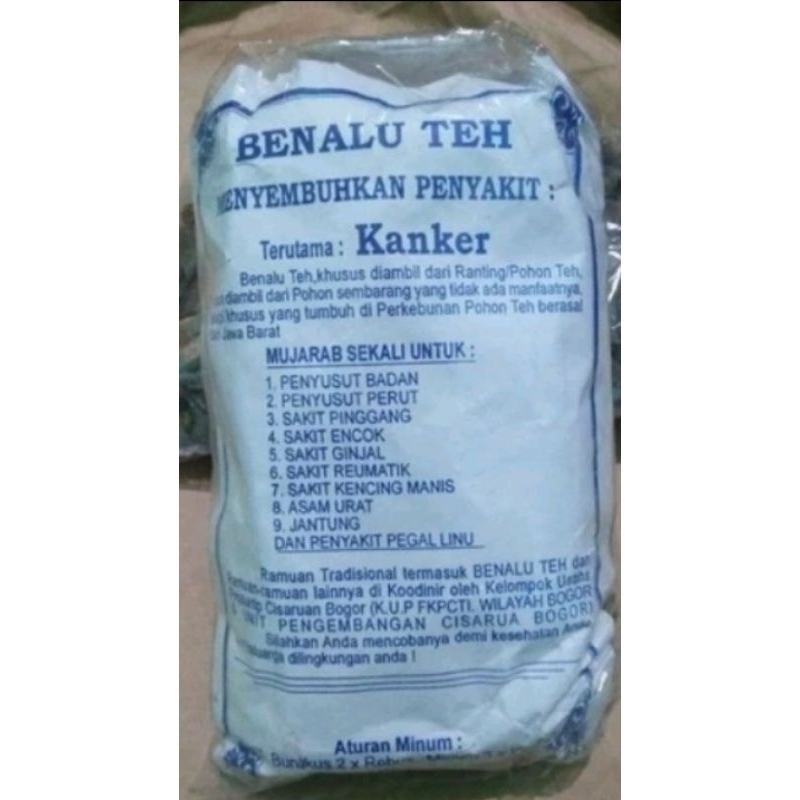 BENALU TEH
MENYEMBUHKAN PENYAKIT :
Terutama : Kanker
Benalu Teh,khusus diambil dari Ranting/Pohon Teh,
diambil dari Pohon sembarang yang tidak ada manfaatnya,
khusus yang tumbuh di Perkebunan Pohon Teh berasal
Jawa Barat
MUJARAB SEKALI UNTUK :
1. PENYUSUT BADAN
2. PENYUSUT PERUT
3. SAKIT PINGGANG
4. SAKIT ENCOK
5. SAKIT GINJAL
6. SAKIT REUMATIK
7. SAKIT KENCING MANIS
8. ASAM URAT
9. JANTUNG
DAN PENYAKIT PEGAL LINU
Ramuan Tradisional termasuk BENALU TEH dan
lainnya di Koodinir oleh Kelompok Usaha
Cisaruan Bogor (K.U.P FKPCTI. WILAYAH BOGOR
UNIT PENGEMBANGAN CISARUA BOGOR)
Silahkan Anda mencobanya demi kesehatan Anda
dilingkungan anda !
Aturan Minum :
2 x